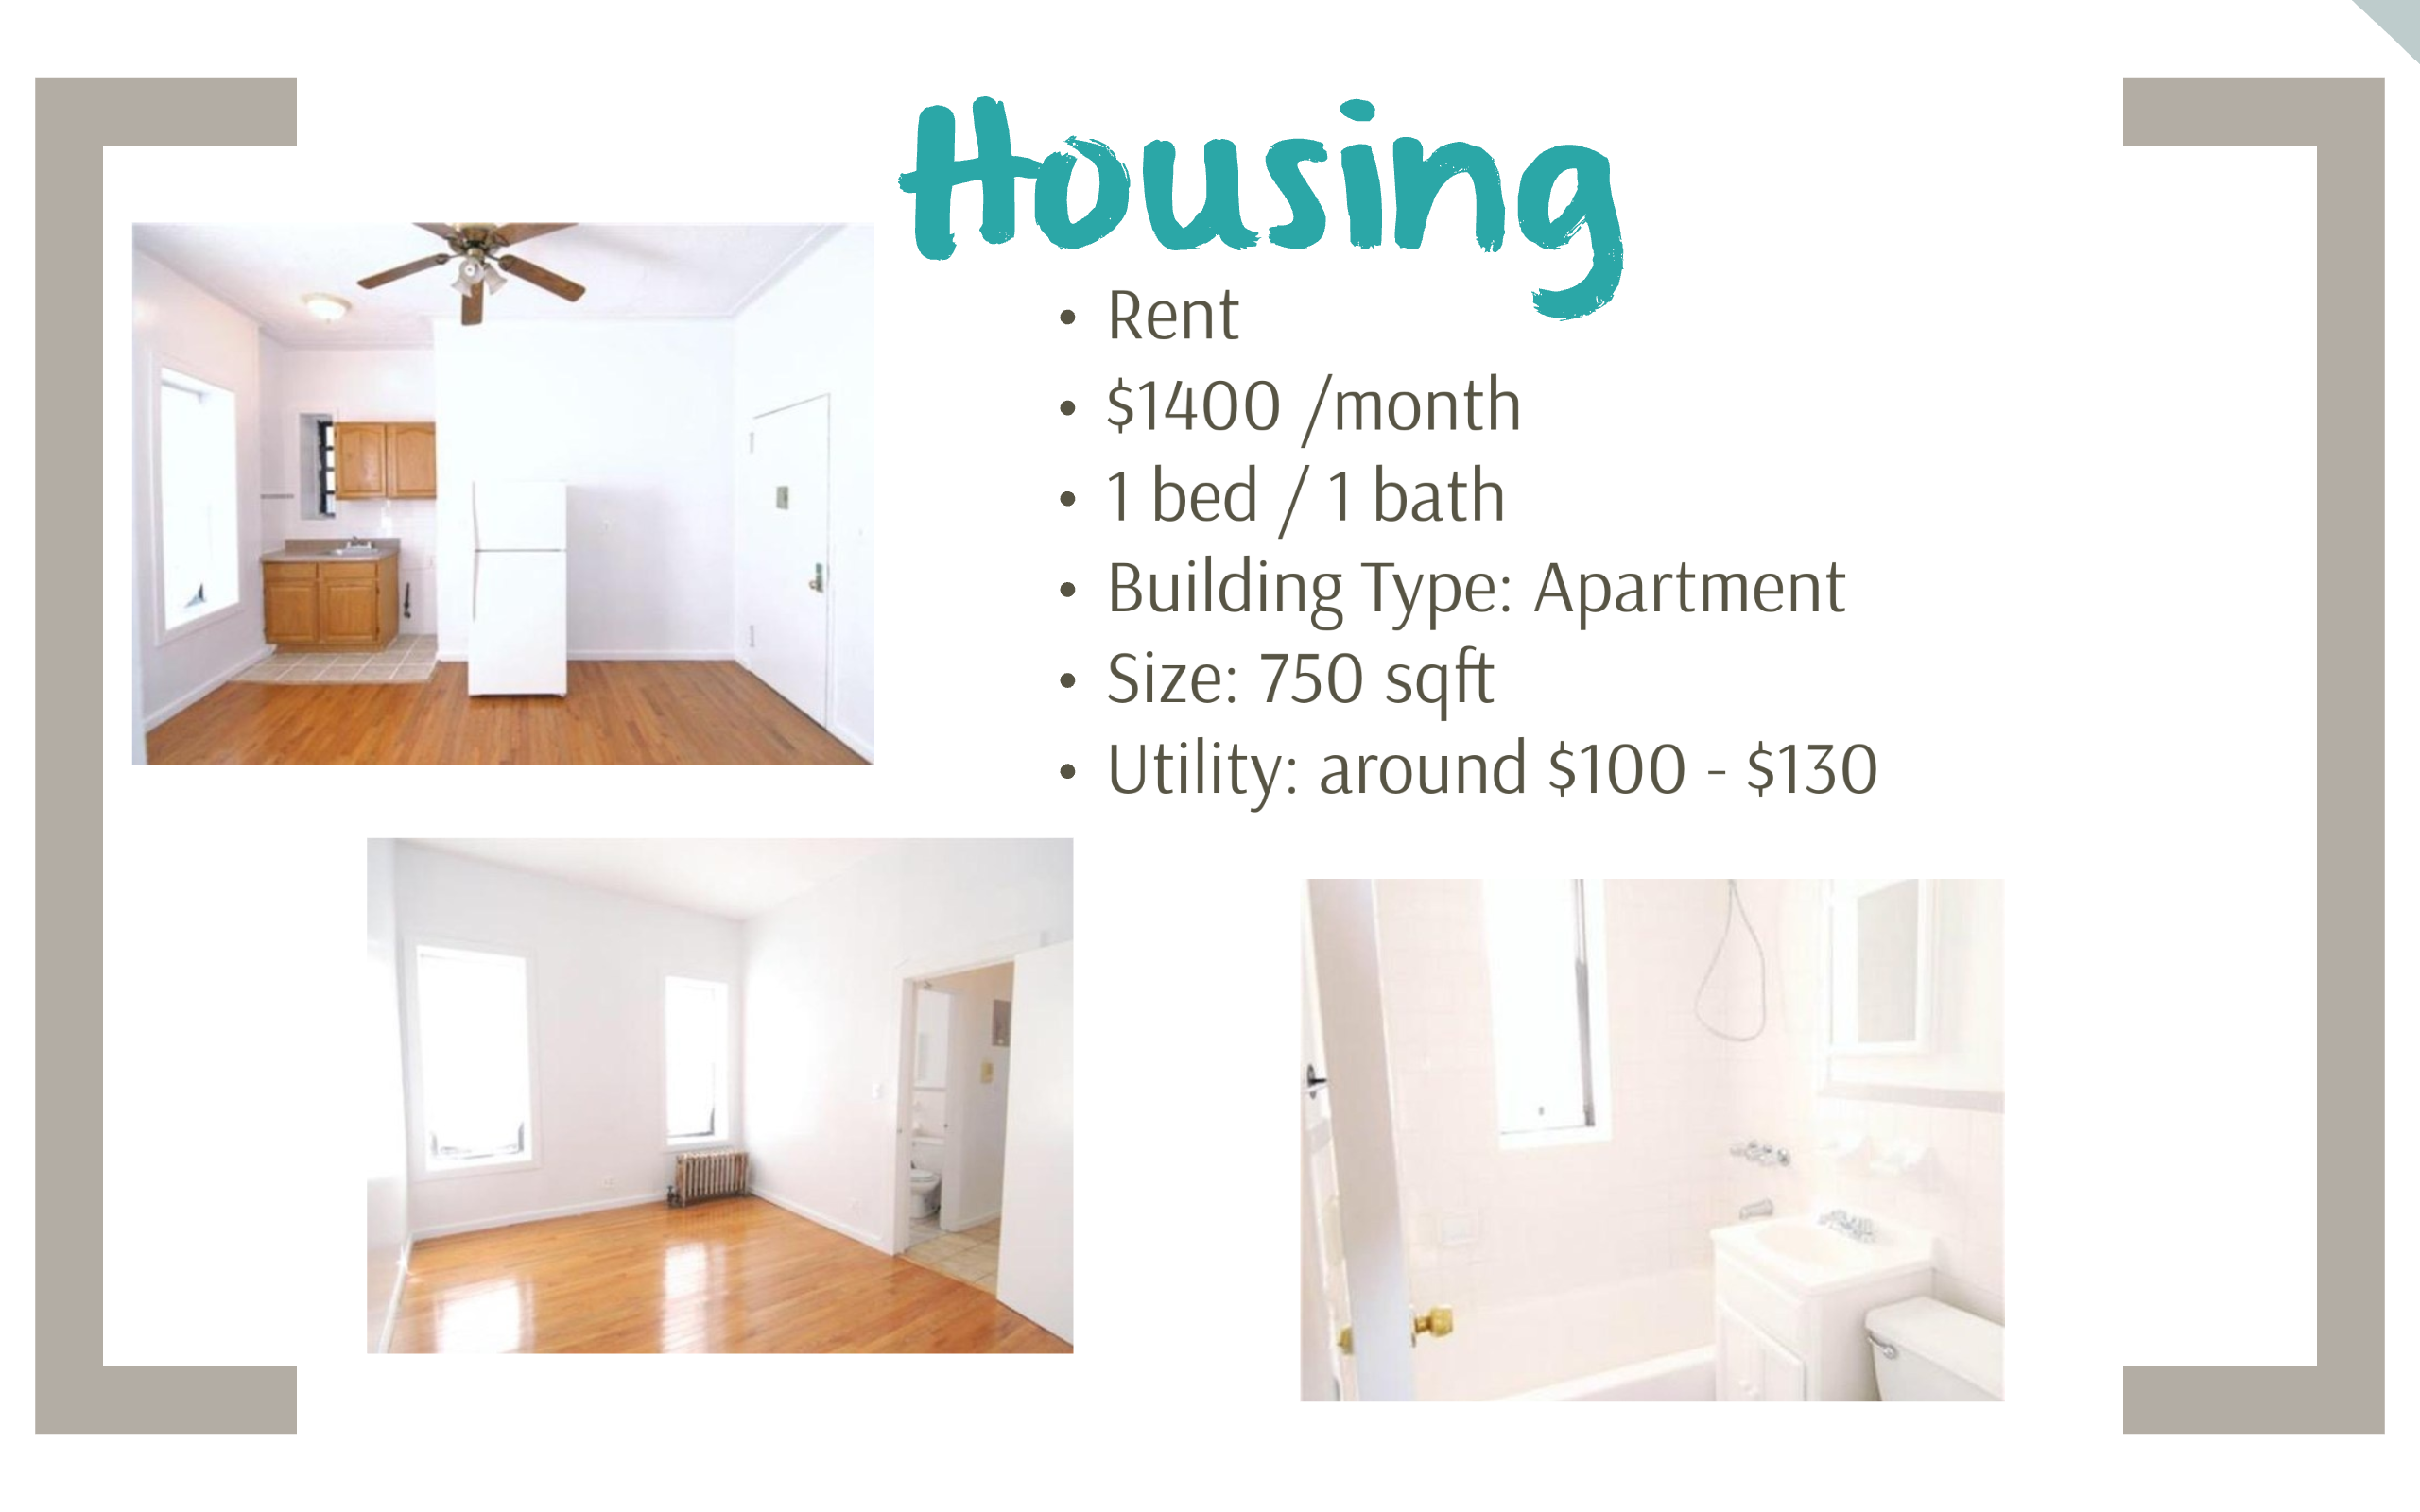 Housing
• Rent
• $1400 /month
• 1 bed / 1 bath
• Building Type: Apartment
• Size: 750 sqft
• Utility: around $100 - $130